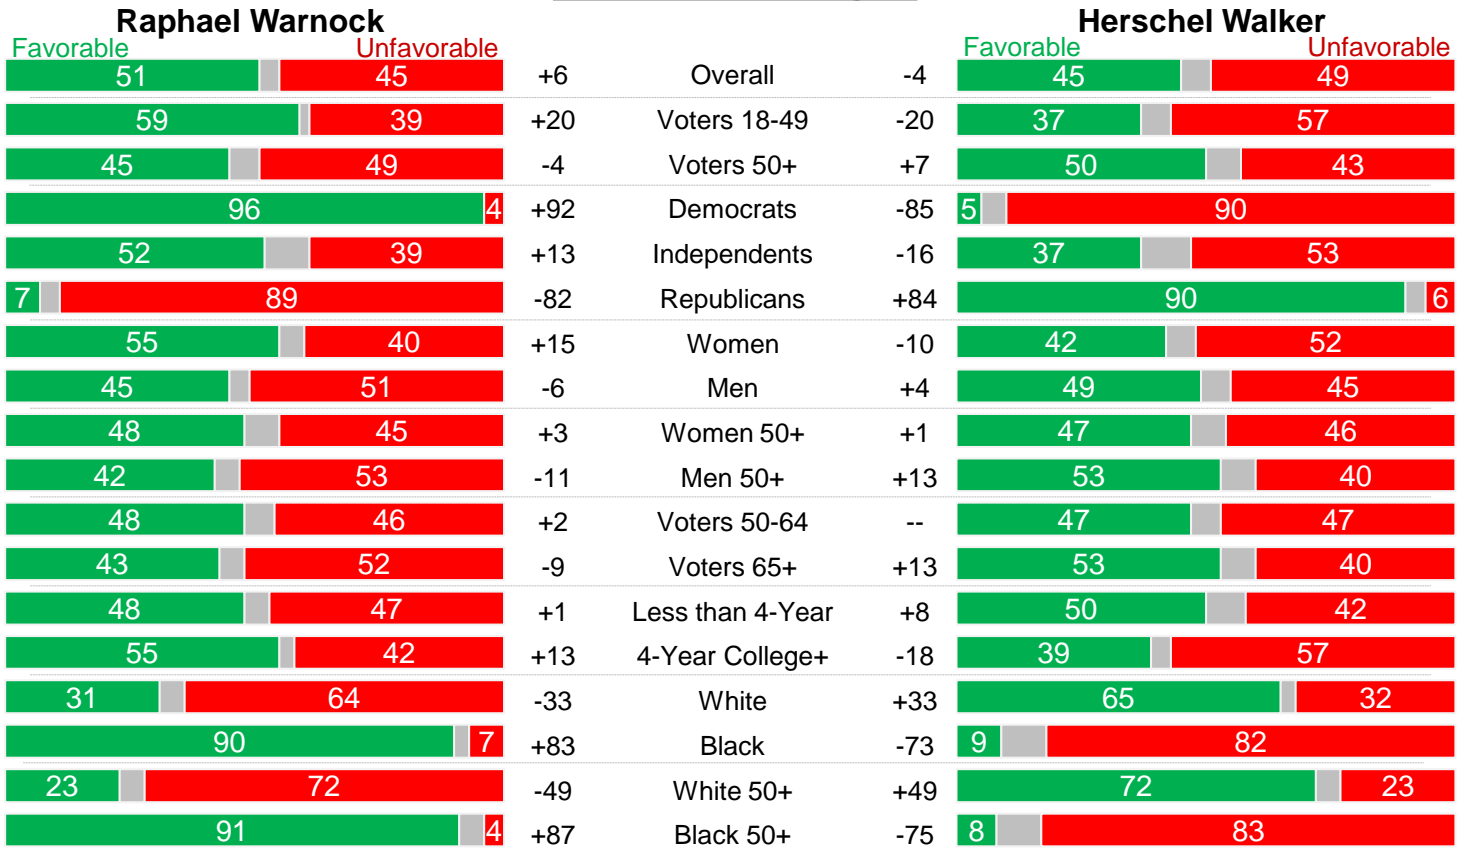 Raphael Warnock Herschel Walker
Favorable Unfavorable Favorable Unfavorable
51 45 +6 Overall -4 45 49
59 39 +20 Voters 18-49 -20 37 57
45 49 -4 Voters 50+ +7 50 43
96 4 +92 Democrats -85 5 90
52 39 +13 Independents -16 37 53
7 89 -82 Republicans +84 90 6
55 40 +15 Women -10 42 52
45 51 -6 Men +4 49 45
48 45 +3 Women 50+ +1 47 46
42 53 -11 Men 50+ +13 53 40
48 46 +2 Voters 50-64 -- 47 47
43 52 -9 Voters 65+ +13 53 40
48 47 +1 Less than 4-Year +8 50 42
55 42 +13 4-Year College+ -18 39 57
31 64 -33 White +33 65 32
90 7 +83 Black -73 9 82
23 72 -49 White 50+ +49 72 23
91 4 +87 Black 50+ -75 8 83